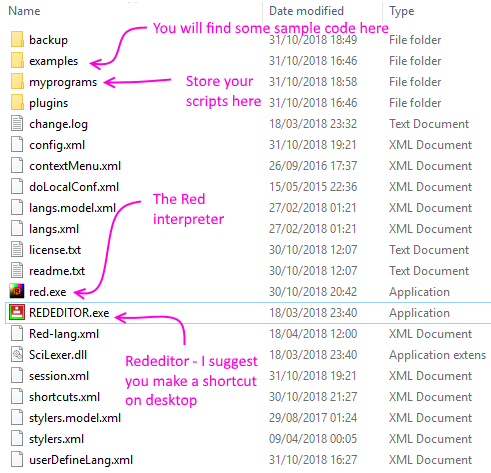 Name Date modified Type
You will find some sample code here
backup 31/10/2018 18:49 File folder
examples 31/10/2018 16:46 File folder
myprograms 31/10/2018 18:58 File folder
Store your
scripts here
plugins 31/10/2018 16:46 File folder
change.log 18/03/2018 23:32 Text Document
config.xml 31/10/2018 19:21 XML Document
contextMenu.xml 26/09/2016 17:37 XML Document
doLocalConf.xml 15/05/2015 22:36 XML Document
The Red
interpreter
langs.model.xml 27/02/2018 01:21 XML Document
langs.xml 27/02/2018 01:21 XML Document
license.txt 30/10/2018 12:07 Text Document
readme.txt 30/10/2018 12:07 Text Document
red.exe 30/10/2018 20:42 Application
REDEDITOR.exe 18/03/2018 23:40 Application
Red-lang.xml 18/04/2018 12:00 XML Document
SciLexer.dll 18/03/2018 23:40 Application extens
Rededitor - I suggest
you make a shortcut
on desktop
session.xml 31/10/2018 19:21 XML Document
shortcuts.xml 30/10/2018 21:27 XML Document
stylers.model.xml 29/08/2017 01:24 XML Document
stylers.xml 09/04/2018 00:05 XML Document
userDefineLang.xml 31/10/2018 16:27 XML Document